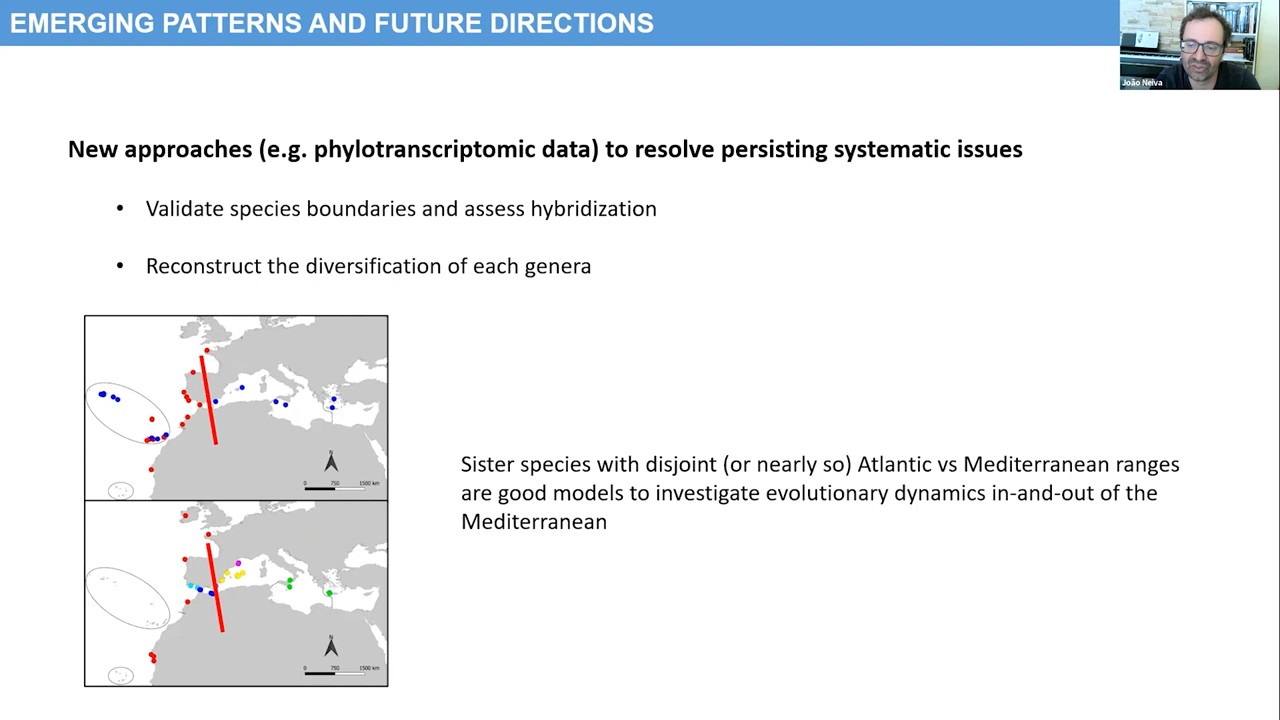 EMERGING PATTERNS AND FUTURE DIRECTIONS
João Neiva
New approaches (e.g. phylotranscriptomic data) to resolve persisting systematic issues
• Validate species boundaries and assess hybridization
• Reconstruct the diversification of each genera
N
0 750 1500 km
Sister species with disjoint (or nearly so) Atlantic vs Mediterranean ranges
are good models to investigate evolutionary dynamics in-and-out of the
Mediterranean
N
0 750 1500 km